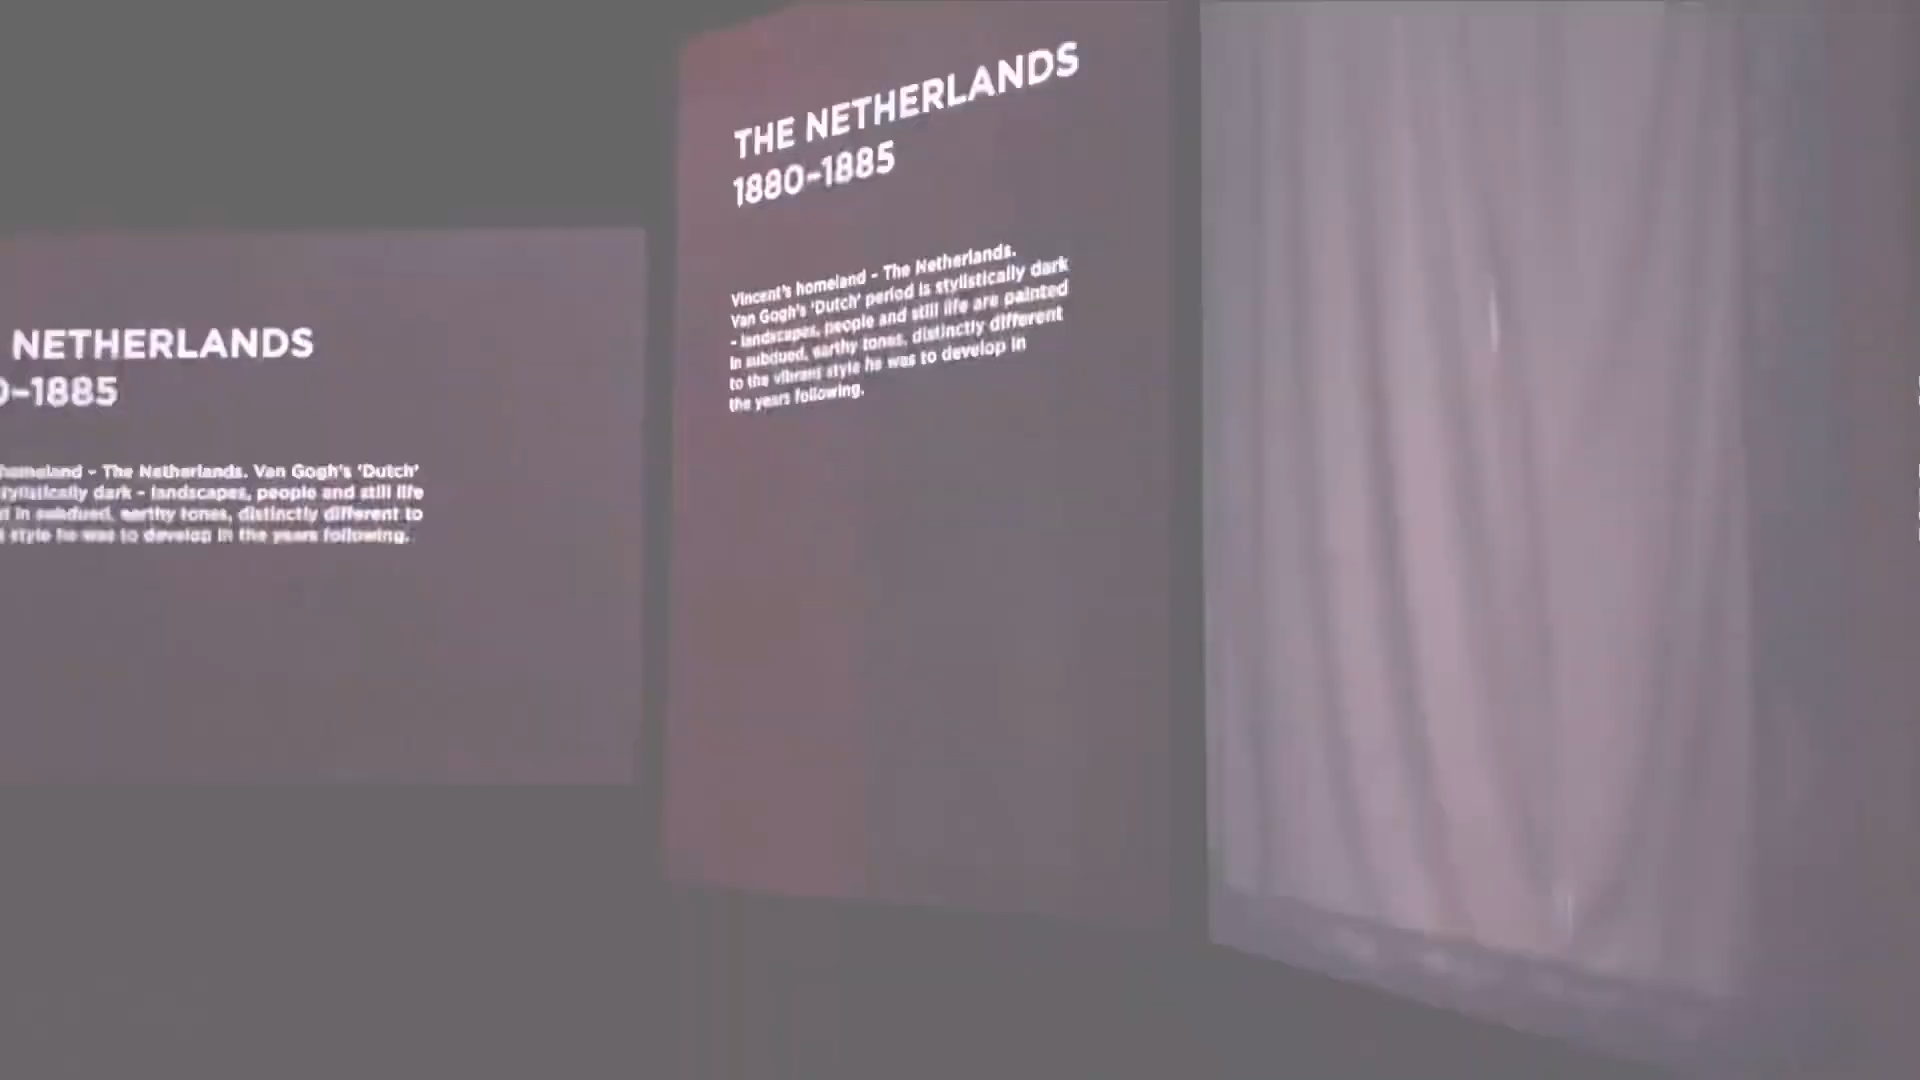 NETHERLANDS
0-1885
homeland - The Netherlands. Van Gogh's 'Dutch'
stylistically dark - landscapes, people and still life
in subdued, earthy tones, distinctly different to
style he was to develop in the years following.
THE NETHERLANDS
1880-1885
Vincent's homeland - The Netherlands.
Van Gogh's 'Dutch' period is stylistically dark
- landscapes, people and still life are painted
in subdued, earthy tones, distinctly different
to the vibrant style he was to develop in
the years following.